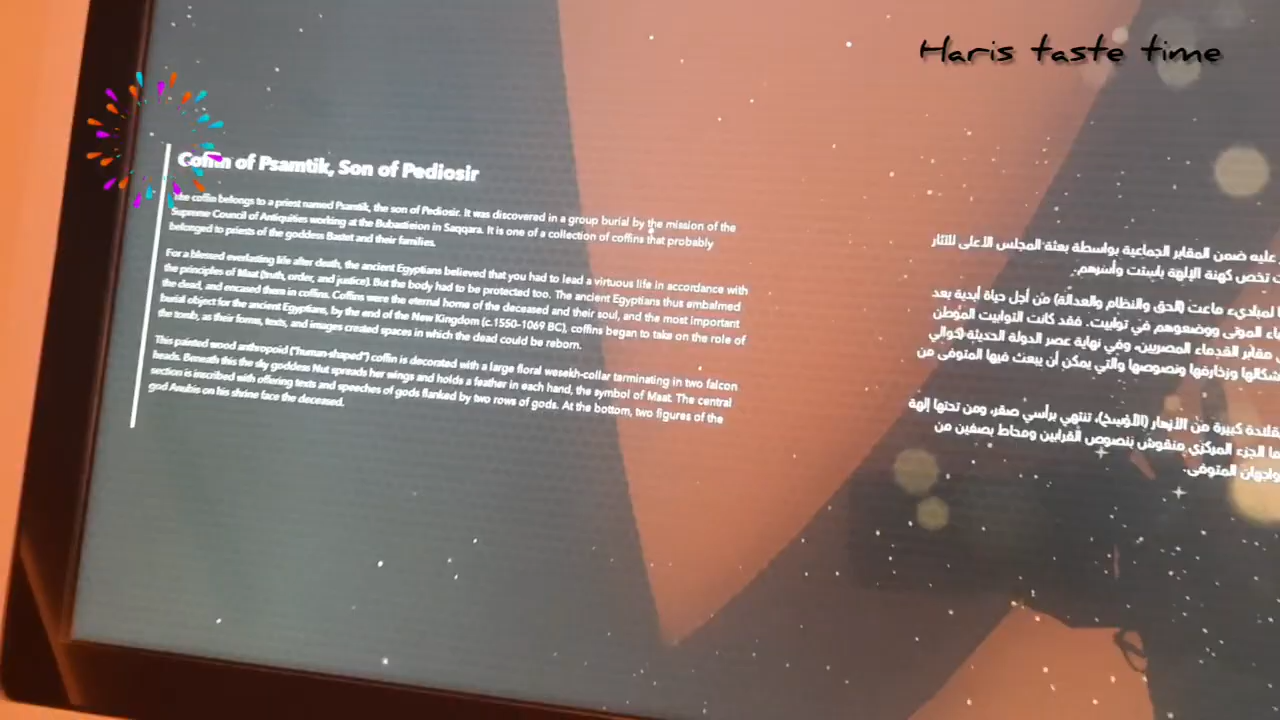 Haris taste time
Coffin of Psamtik, Son of Pediosir
The coffin belongs to a priest named Psamtik, the son of Pediosir. It was discovered in a group burial by the mission of the
Supreme Council of Antiquities working at the Bubasteion in Saqqara. It is one of a collection of coffins that probably
belonged to priests of the goddess Bastet and their families.
For a blessed everlasting life after death, the ancient Egyptians believed that you had to lead a virtuous life in accordance with
the principles of Maat (truth, order, and justice). But the body had to be protected too. The ancient Egyptians thus embalmed
the dead, and encased them in coffins. Coffins were the eternal home of the deceased and their soul, and the most important
burial object for the ancient Egyptians, by the end of the New Kingdom (c.1550-1069 BC), coffins began to take on the role of
the tomb, as their forms, texts, and images created spaces in which the dead could be reborn.
This painted wood anthropoid ("human-shaped") coffin is decorated with a large floral wesekh-collar terminating in two falcon
heads. Beneath this the sky goddess Nut spreads her wings and holds a feather in each hand, the symbol of Maat. The central
section is inscribed with offering texts and speeches of gods flanked by two rows of gods. At the bottom, two figures of the
god Anubis on his shrine face the deceased.
عليه ضمن المقابر الجماعية بواسطة بعثة المجلس الأعلى للآثار
تخص كهنة الإلهة باستت وأسرهم.
لمباديء ماعت (الحق والنظام والعدالة) من أجل حياة أبدية بعد
الموتى ووضعوهم في توابيت. فقد كانت التوابيت الموطن
مقابر القدماء المصريين، وفي نهاية عصر الدولة الحديثة (حوالي
وزخارفها ونصوصها والتي يمكن أن يبعث فيها المتوفى من
كبيرة من الأزهار (الأوسخ)، تنتهي برأسي صقر، ومن تحتها إلهة
الجزء المركزي منقوش بنصوص القرابين ومحاط بصفين من
المتوفى.